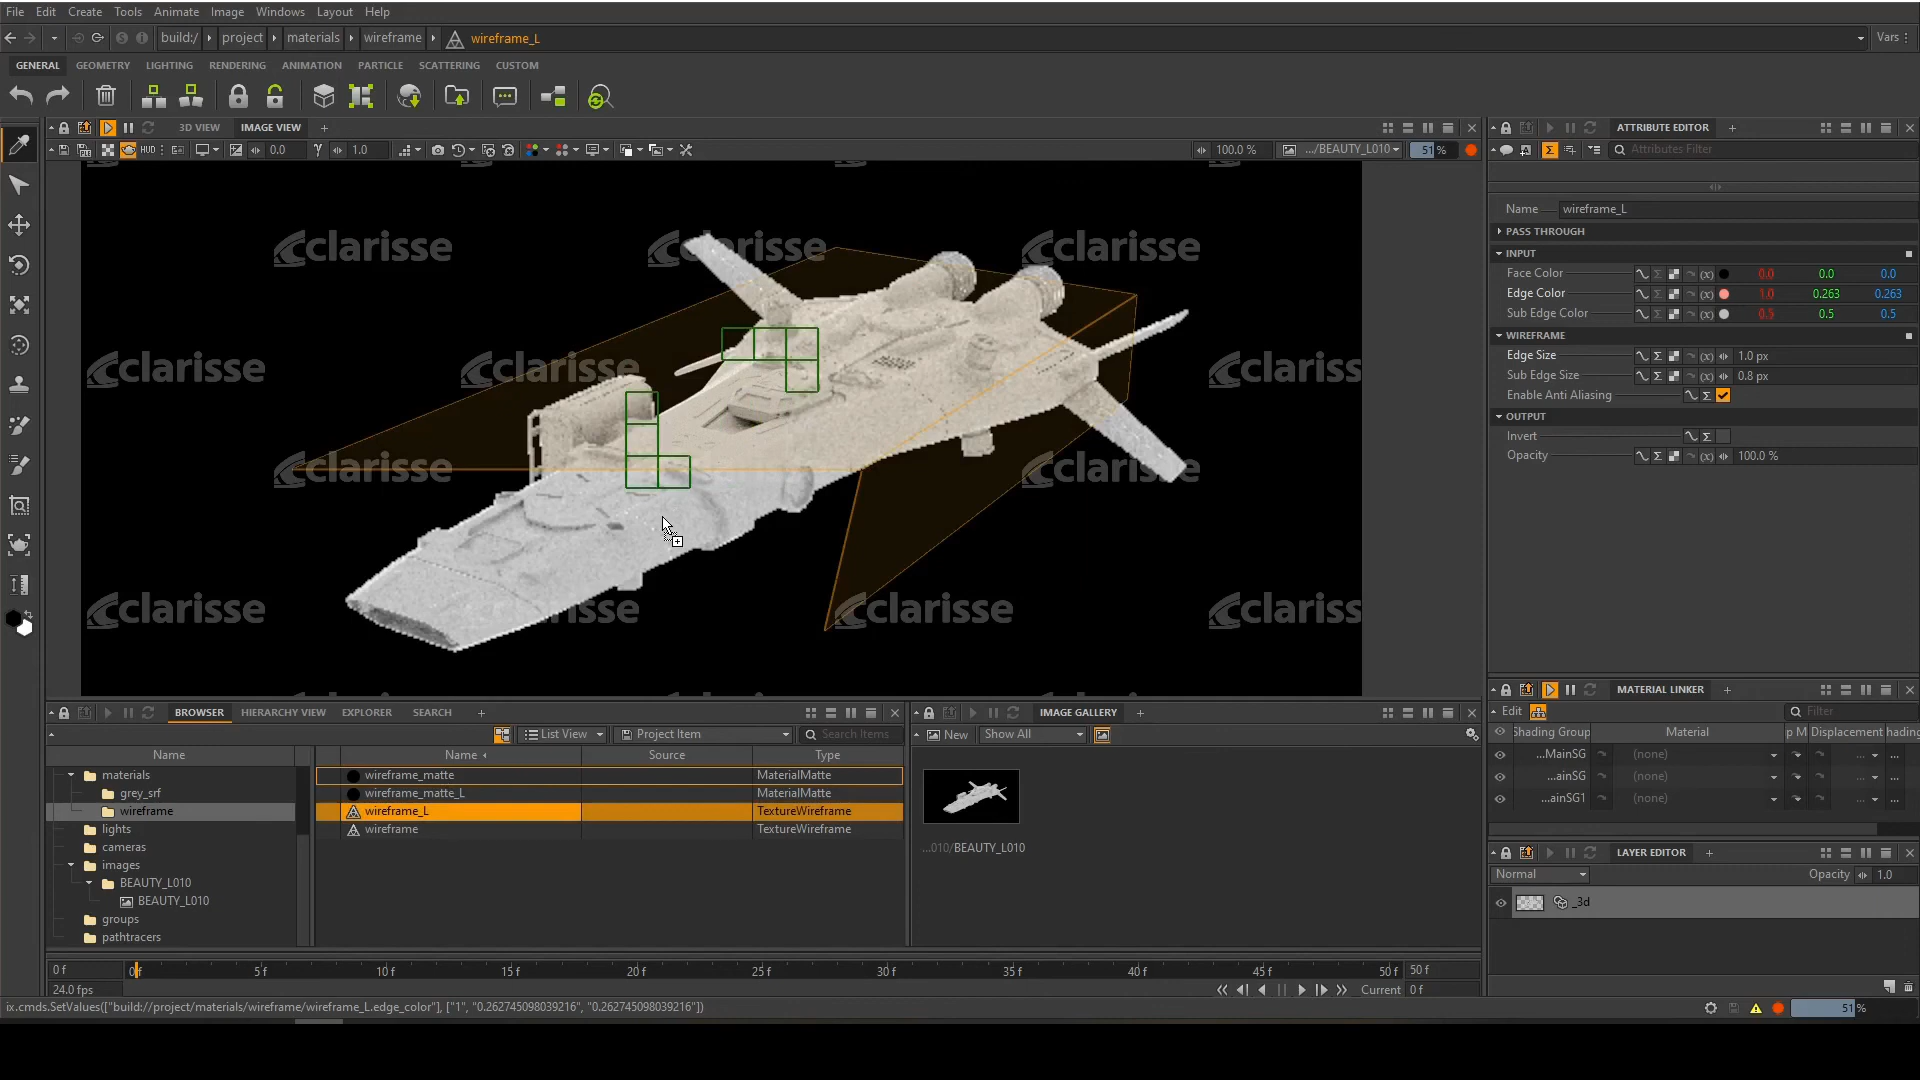 File Edit Create Tools Animate Image Windows Layout Help
build:/ project materials wireframe wireframe_L Vars
GENERAL GEOMETRY LIGHTING RENDERING ANIMATION PARTICLE SCATTERING CUSTOM
3D VIEW IMAGE VIEW +
HUD 0.0 γ 1.0 100.0 % .../BEAUTY_L010 51 %
clarisse clarisse clarisse
clarisse clarisse clarisse
clarisse clarisse
clarisse clarisse clarisse
ATTRIBUTE EDITOR +
Attributes Filter
Name wireframe_L
PASS THROUGH
INPUT
Face Color (x) 0.0 0.0 0.0
Edge Color (x) 1.0 0.263 0.263
Sub Edge Color (x) 0.5 0.5 0.5
WIREFRAME
Edge Size (x) 1.0 px
Sub Edge Size (x) 0.8 px
Enable Anti Aliasing
OUTPUT
Invert
Opacity (x) 100.0 %
BROWSER HIERARCHY VIEW EXPLORER SEARCH +
List View Project Item Search Items
Name
materials
grey_srf
wireframe
lights
cameras
images
BEAUTY_L010
BEAUTY_L010
groups
pathtracers
Name Source Type
wireframe_matte MaterialMatte
wireframe_matte_L MaterialMatte
wireframe_L TextureWireframe
wireframe TextureWireframe
IMAGE GALLERY +
New Show All
...010/BEAUTY_L010
MATERIAL LINKER +
Edit Filter
Shading Group Material p M Displacement hading
...MainSG (none) ... ...
...ainSG (none) ... ...
...ainSG1 (none) ... ...
LAYER EDITOR +
Normal Opacity 1.0
_3d
0 f 0 f 5 f 10 f 15 f 20 f 25 f 30 f 35 f 40 f 45 f 50 f 50 f
24.0 fps Current 0 f
ix.cmds.SetValues(["build://project/materials/wireframe/wireframe_L.edge_color"], ["1", "0.262745098039216", "0.262745098039216"])
51 %